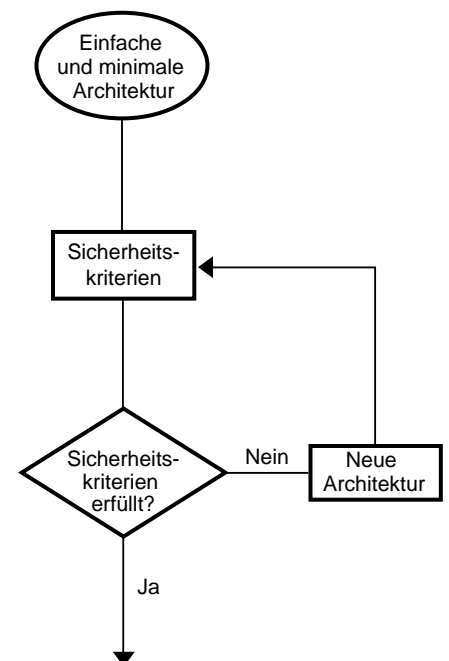 Einfache
und minimale
Architektur
Sicherheits-
kriterien
Sicherheits-
kriterien
erfüllt?
Nein
Neue
Architektur
Ja